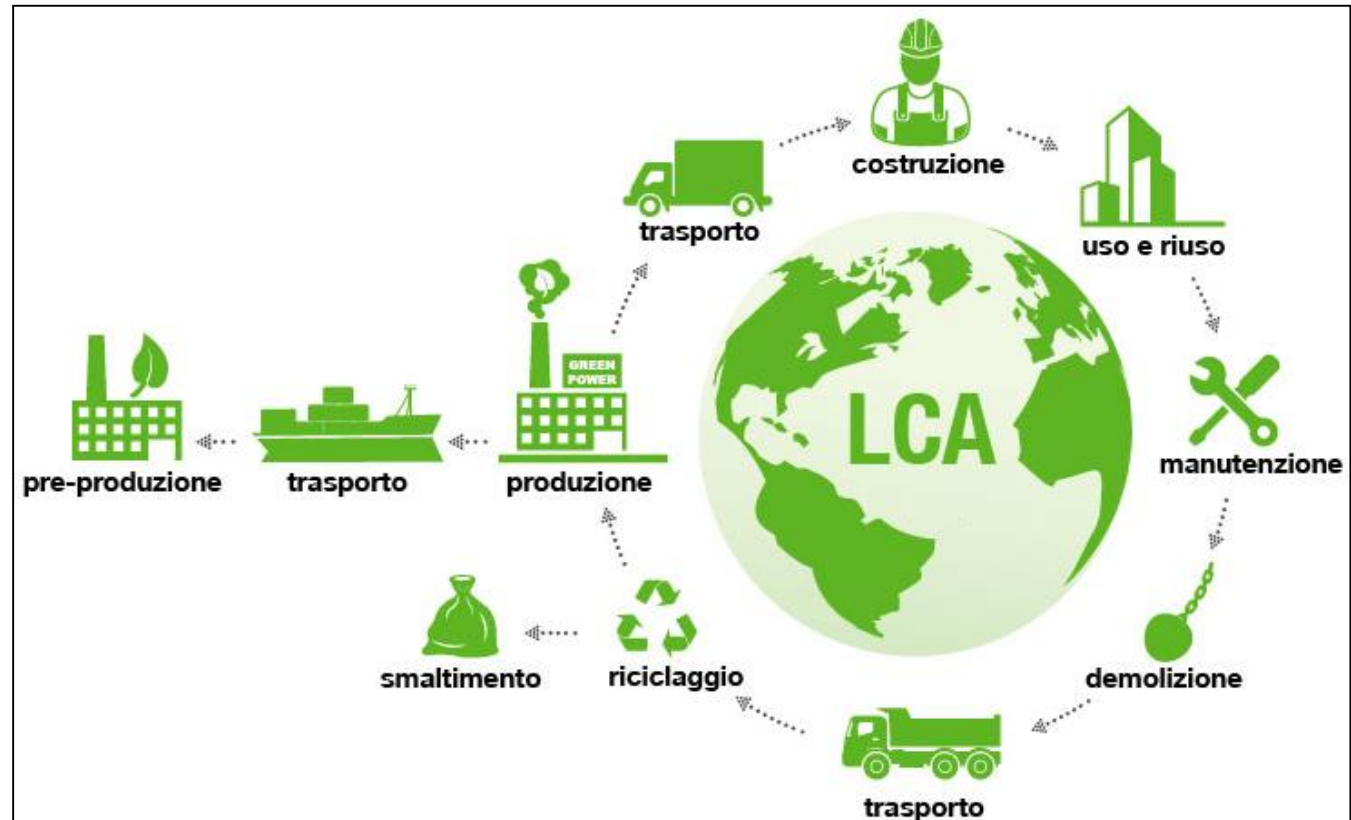 costruzione
trasporto
uso e riuso
GREEN
POWER
LCA
pre-produzione
trasporto
produzione
manutenzione
smaltimento
riciclaggio
demolizione
trasporto